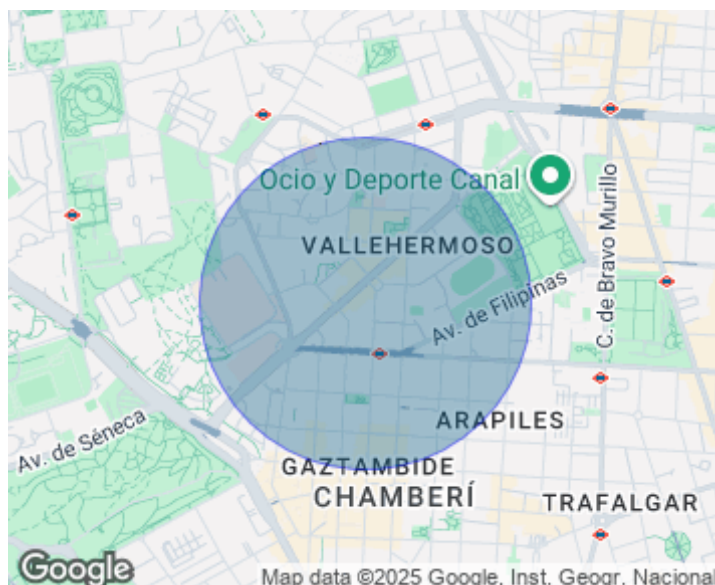 Ocio y Deporte Canal
VALLEHERMOSO
C. de Bravo Murillo
Av. de Filipinas
ARAPILES
Av. de Séneca
GAZTAMBIDE
CHAMBERÍ
TRAFALGAR
Google
Map data ©2025 Google, Inst. Geogr. Nacional